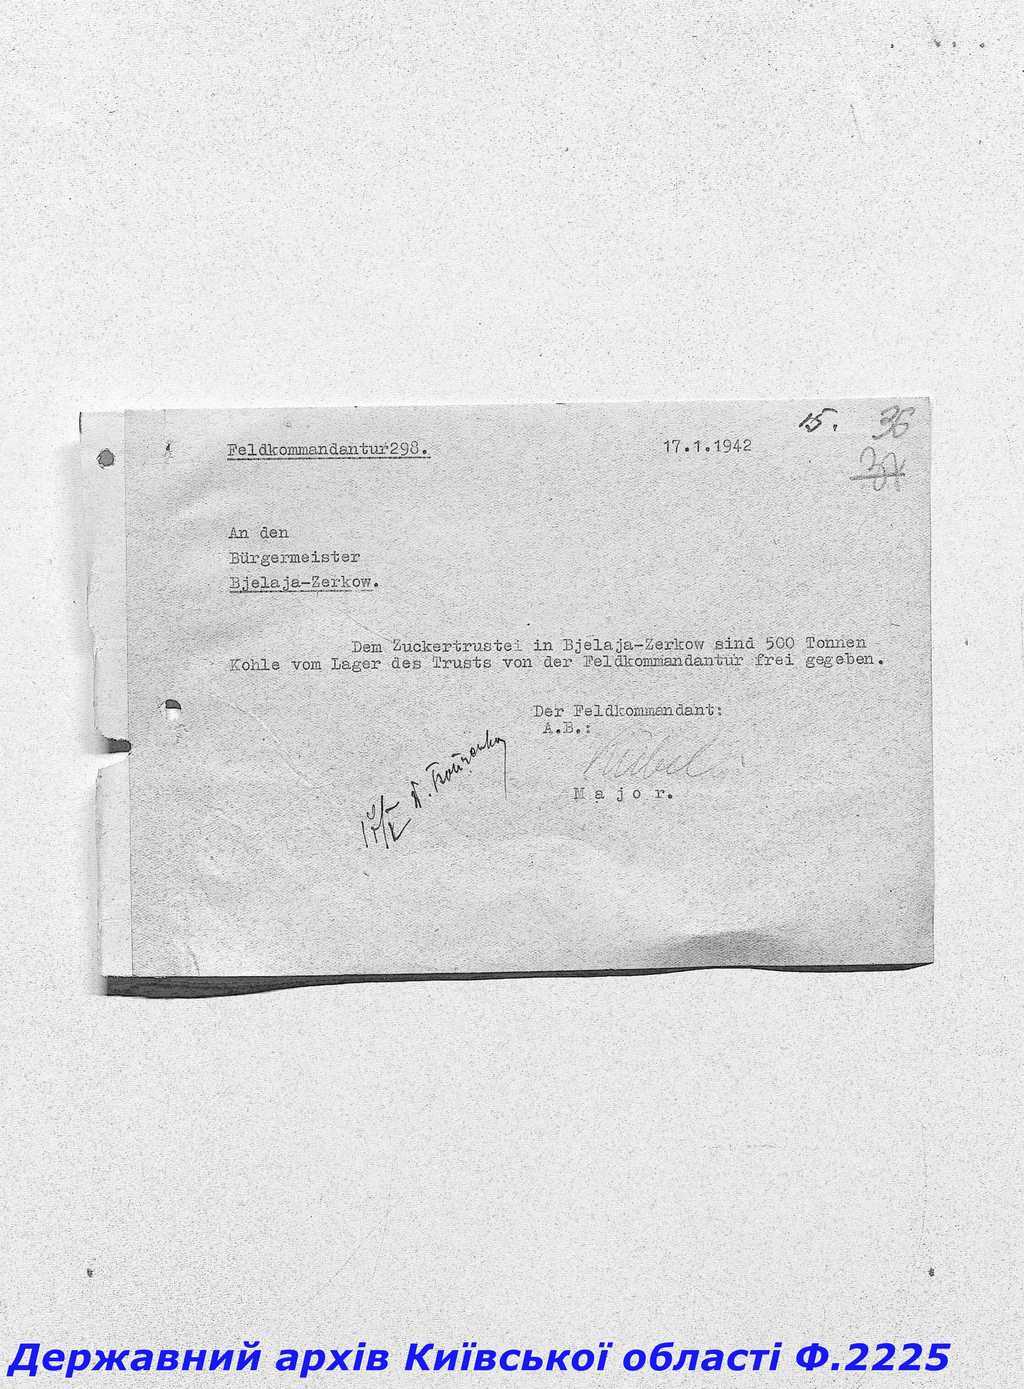 15. 36
37
Feldkommandantur298. 17.1.1942
An den
Bürgermeister
Bjelaja-Zerkow.
Dem Zuckertrustei in Bjelaja-Zerkow sind 500 Tonnen
Kohle vom Lager des Trusts von der Feldkommandantur frei gegeben.
Der Feldkommandant:
A.B.:
M a j o r.
Державний архів Київської області Ф.2225